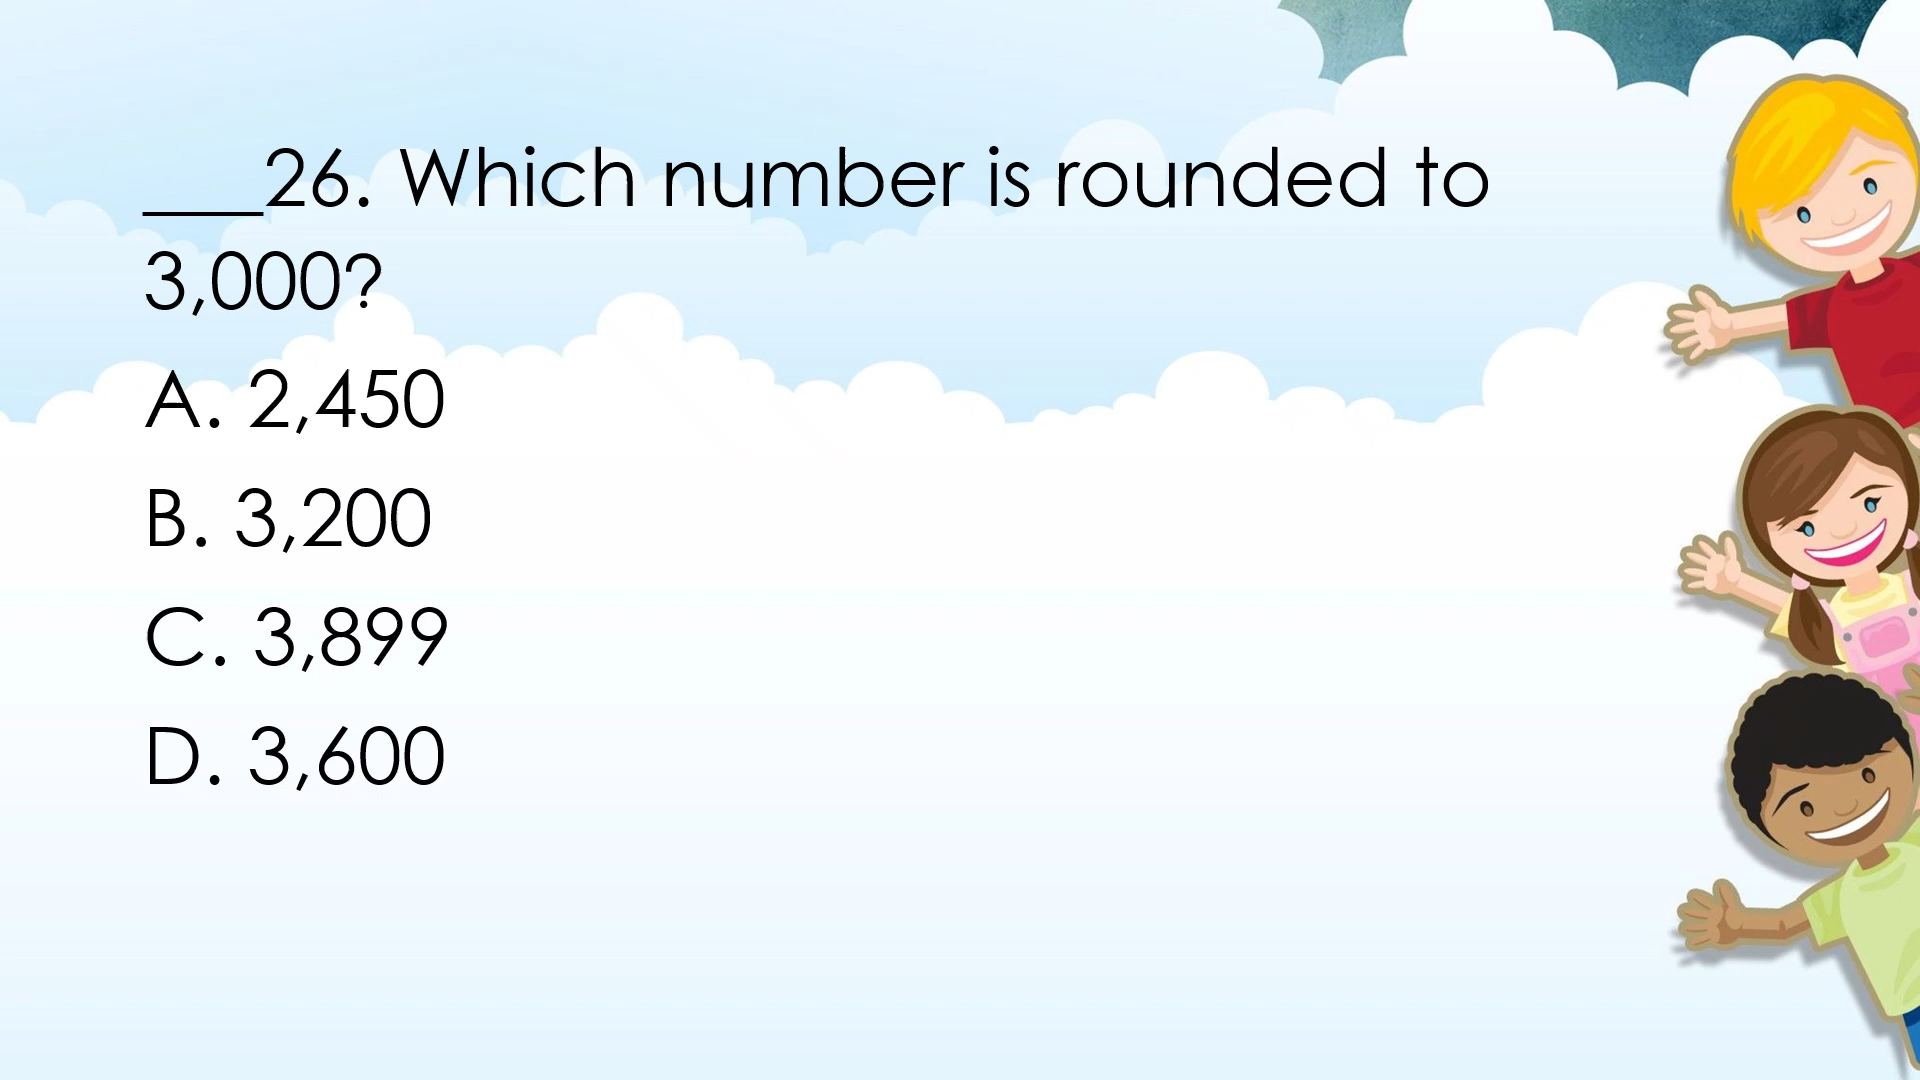 ___26. Which number is rounded to
3,000?
A. 2,450
B. 3,200
C. 3,899
D. 3,600